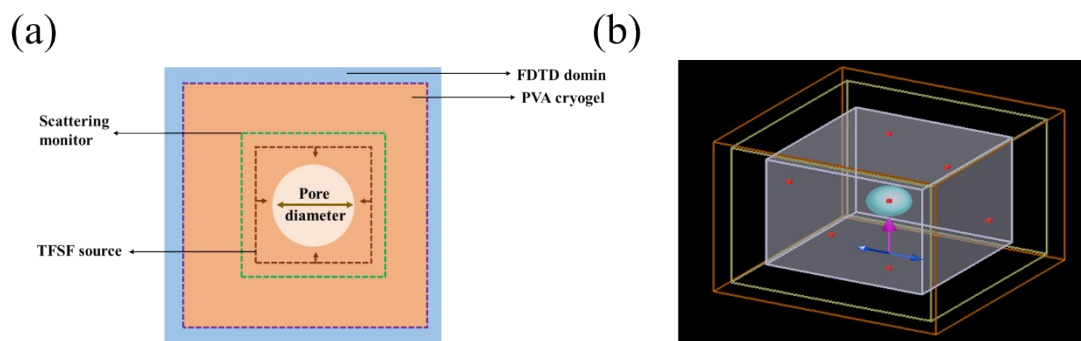 (a)
(b)
FDTD domin
PVA cryogel
Scattering
monitor
Pore
diameter
TFSF source